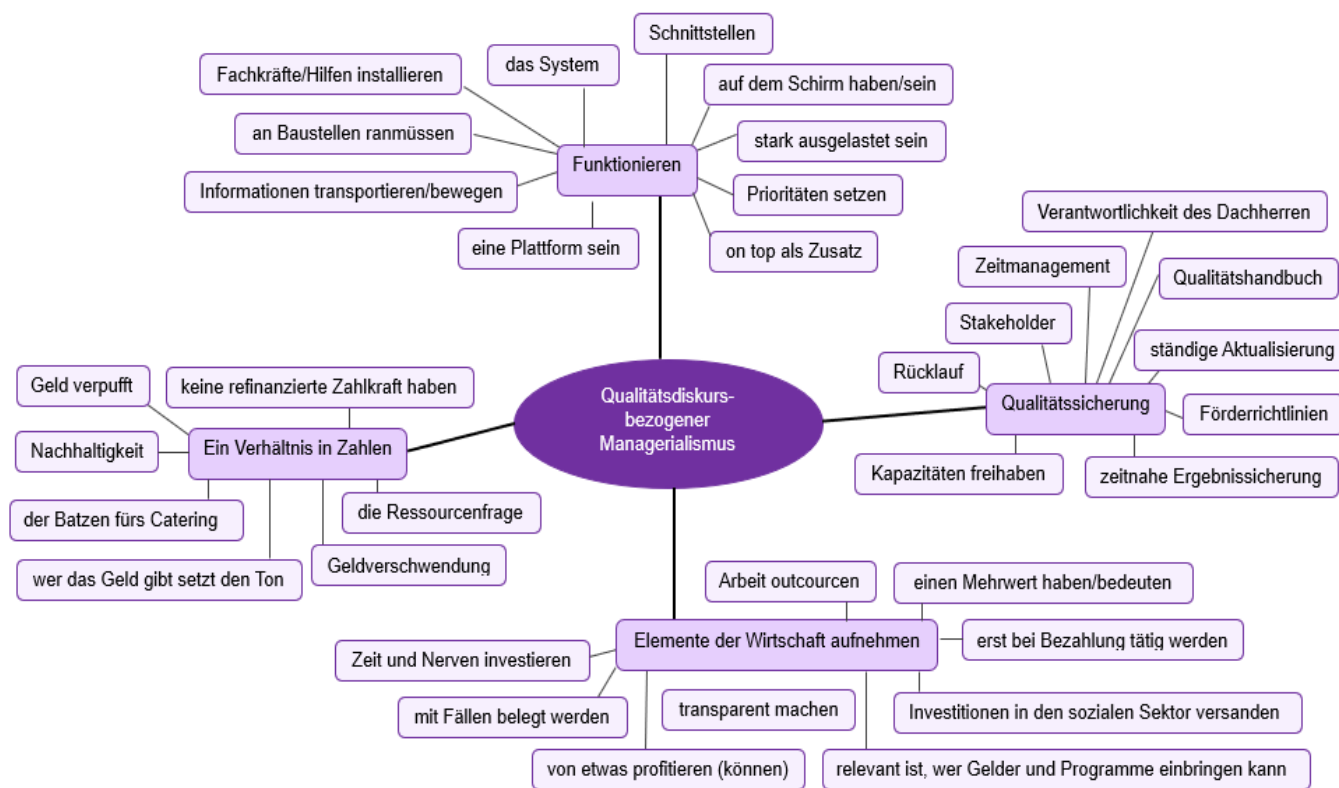 Schnittstellen
das System
Fachkräfte/Hilfen installieren
auf dem Schirm haben/sein
an Baustellen ranmüssen
stark ausgelastet sein
Funktionieren
Informationen transportieren/bewegen
Prioritäten setzen
eine Plattform sein
on top als Zusatz
Verantwortlichkeit des Dachherren
Zeitmanagement
Qualitätshandbuch
Stakeholder
ständige Aktualisierung
Rücklauf
Qualitätssicherung
Förderrichtlinien
Kapazitäten freihaben
zeitnahe Ergebnissicherung
Qualitätsdiskurs-
bezogener
Managerialismus
Geld verpufft
keine refinanzierte Zahlkraft haben
Nachhaltigkeit
Ein Verhältnis in Zahlen
der Batzen fürs Catering
die Ressourcenfrage
wer das Geld gibt setzt den Ton
Geldverschwendung
Arbeit outcourcen
einen Mehrwert haben/bedeuten
Elemente der Wirtschaft aufnehmen
erst bei Bezahlung tätig werden
Zeit und Nerven investieren
mit Fällen belegt werden
transparent machen
Investitionen in den sozialen Sektor versanden
von etwas profitieren (können)
relevant ist, wer Gelder und Programme einbringen kann